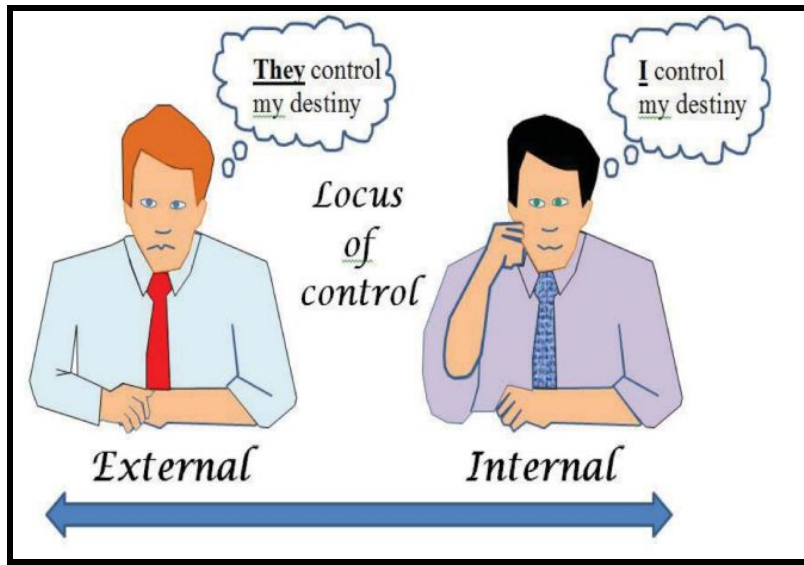 They control
my destiny
I control
my destiny
Locus
of
control
External
Internal